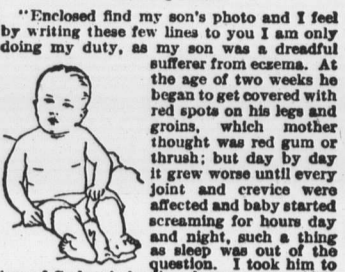 "Enclosed find my son's photo and I feel
by writing these few lines to you I am only
doing my duty, as my son was a dreadful
sufferer from eczema. At
the age of two weeks he
began to get covered with
red spots on his legs and
groins, which mother
thought was red gum or
thrush; but day by day
it grew worse until every
joint and crevice were
affected and baby started
screaming for hours day
and night, such a thing
as sleep was out of the
question. I took him to